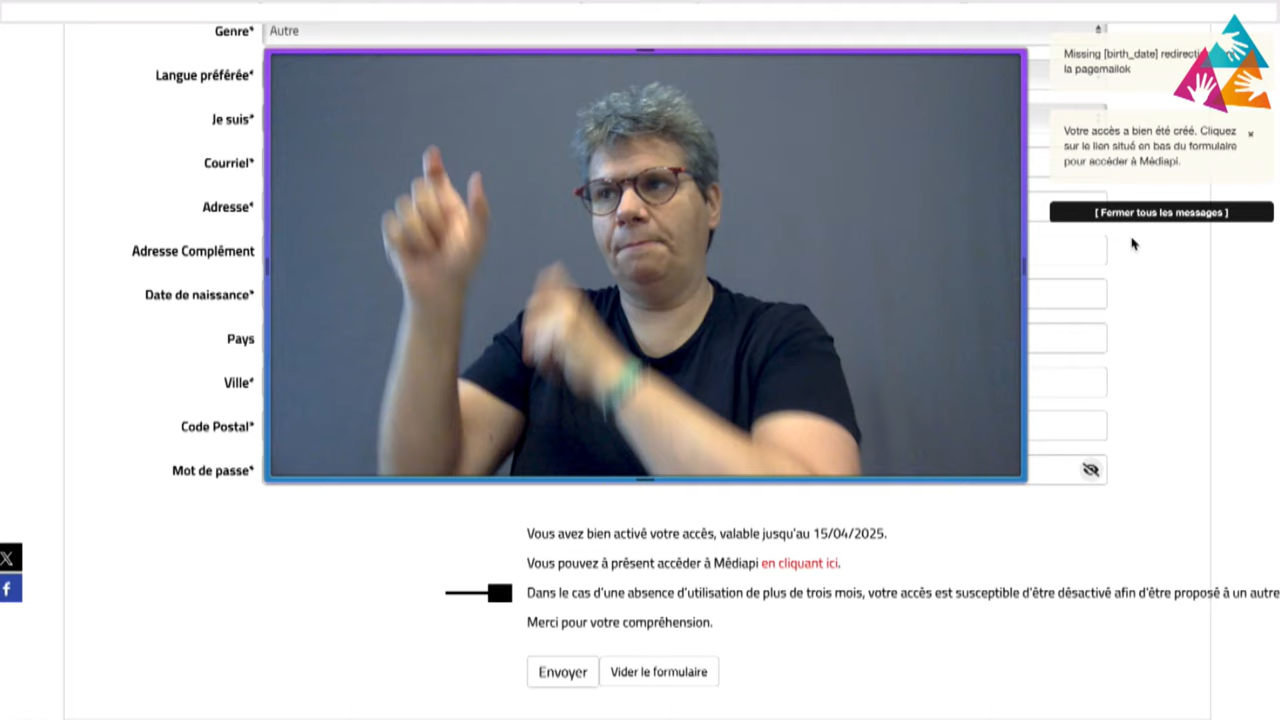 Genre*
Autre
Langue préférée*
Je suis*
Courriel*
Adresse*
Adresse Complément
Date de naissance*
Pays
Ville*
Code Postal*
Mot de passe*
Missing [birth_date]
la pagemailok
Votre accès a bien été créé. Cliquez
sur le lien situé en bas du formulaire
pour accéder à Médiapi.
[ Fermer tous les messages ]
Vous avez bien activé votre accès, valable jusqu'au 15/04/2025.
Vous pouvez à présent accéder à Médiapi en cliquant ici.
Dans le cas d'une absence d'utilisation de plus de trois mois, votre accès est susceptible d'être désactivé afin d'être proposé à un autre
Merci pour votre compréhension.
Envoyer
Vider le formulaire